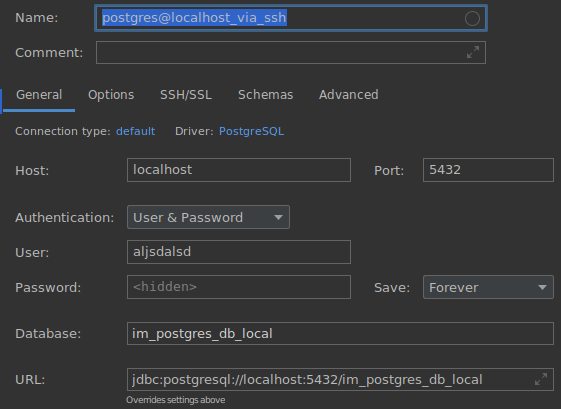 Name: postgres@localhost_via_ssh
Comment:
General Options SSH/SSL Schemas Advanced
Connection type: default Driver: PostgreSQL
Host: localhost Port: 5432
Authentication: User & Password
User: aljsdalsd
Password: <hidden> Save: Forever
Database: im_postgres_db_local
URL: jdbc:postgresql://localhost:5432/im_postgres_db_local
Overrides settings above